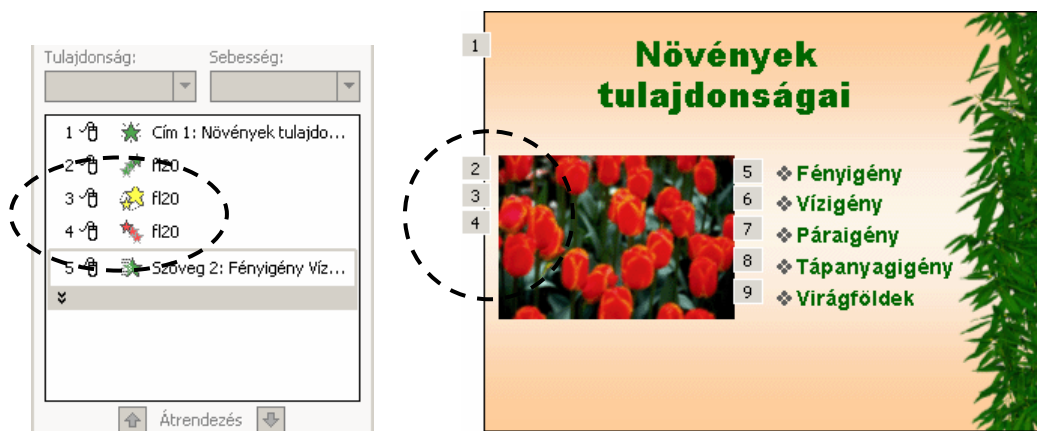 Tulajdonság: Sebesség:
1 Cím 1: Növények tulajdo...
2 fl20
3 fl20
4 fl20
5 Szöveg 2: Fényigény Víz...
Átrendezés
1
Növények
tulajdonságai
2
3
4
5 ❖ Fényigény
6 ❖ Vízigény
7 ❖ Páraigény
8 ❖ Tápanyagigény
9 ❖ Virágföldek